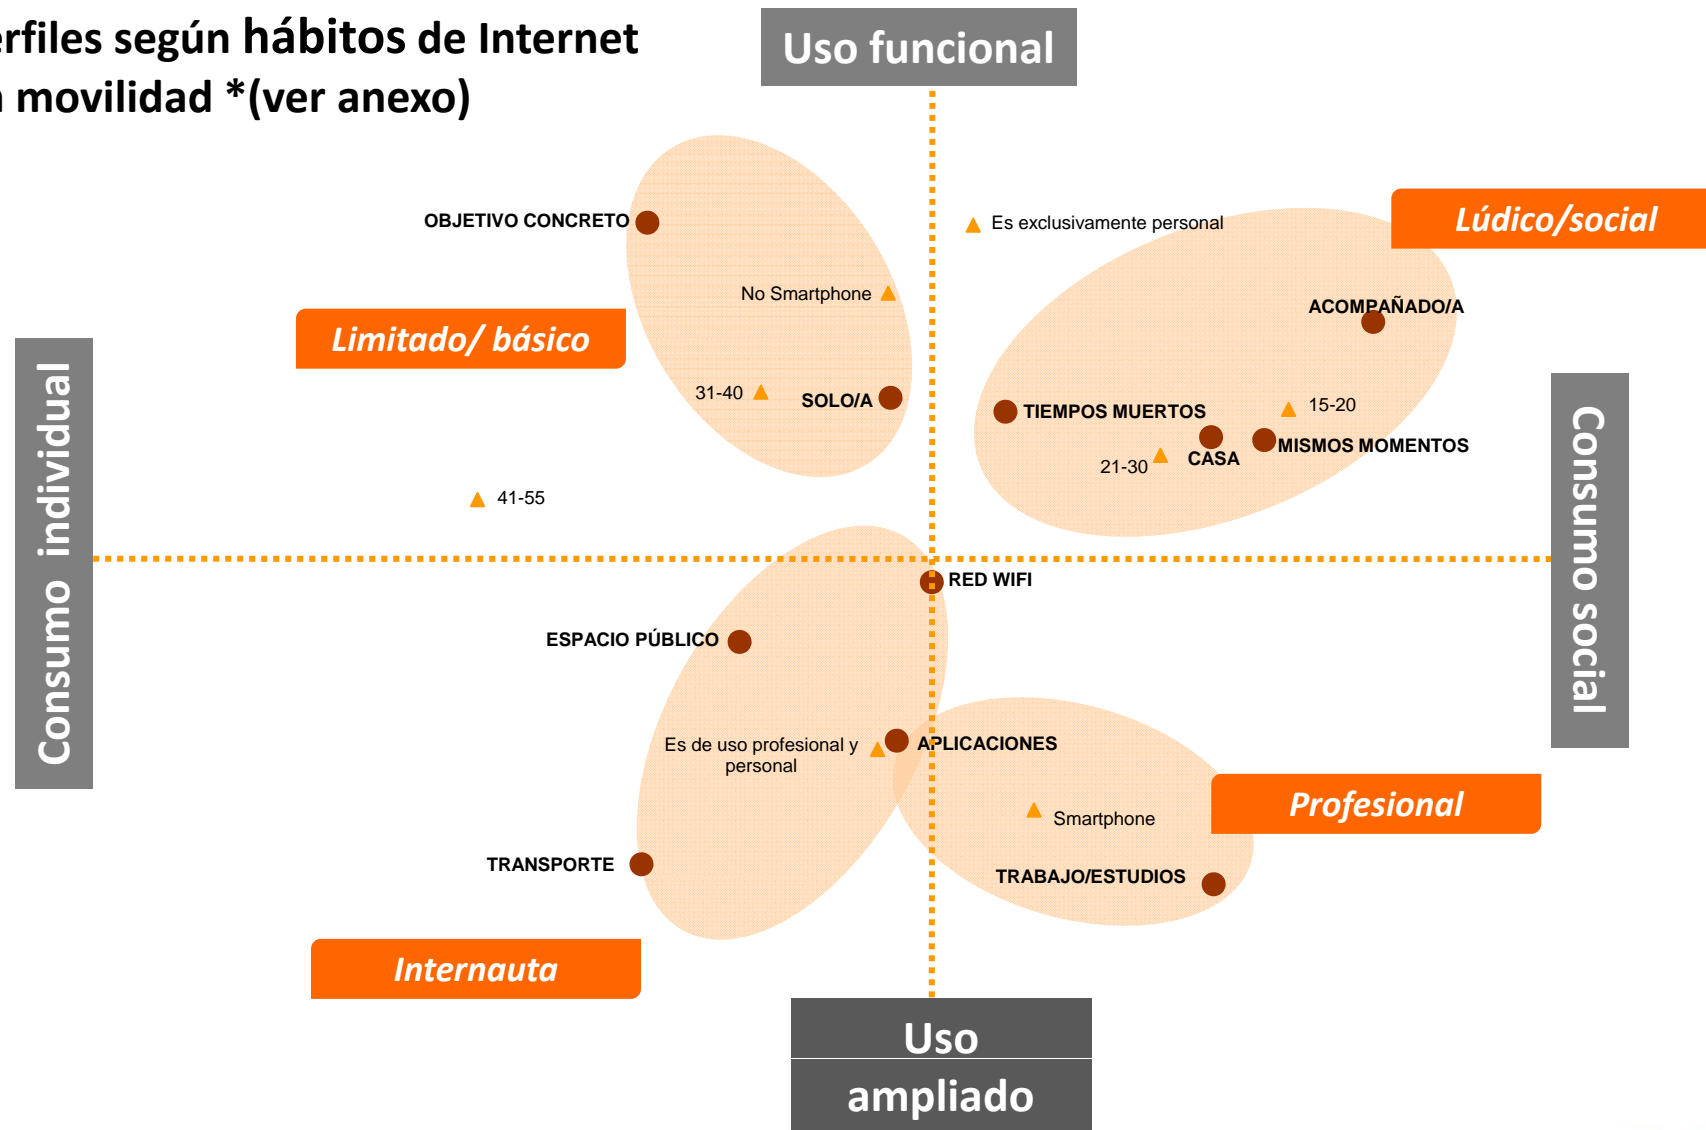 erfiles según hábitos de Internet
movilidad *(ver anexo)
Uso funcional
Lúdico/social
OBJETIVO CONCRETO
Es exclusivamente personal
No Smartphone
ACOMPAÑADO/A
Limitado/ básico
31-40
SOLO/A
TIEMPOS MUERTOS
15-20
MISMOS MOMENTOS
CASA
21-30
41-55
Consumo individual
Consumo social
RED WIFI
ESPACIO PÚBLICO
Es de uso profesional y
personal
APLICACIONES
Smartphone
Profesional
TRANSPORTE
TRABAJO/ESTUDIOS
Internauta
Uso
ampliado